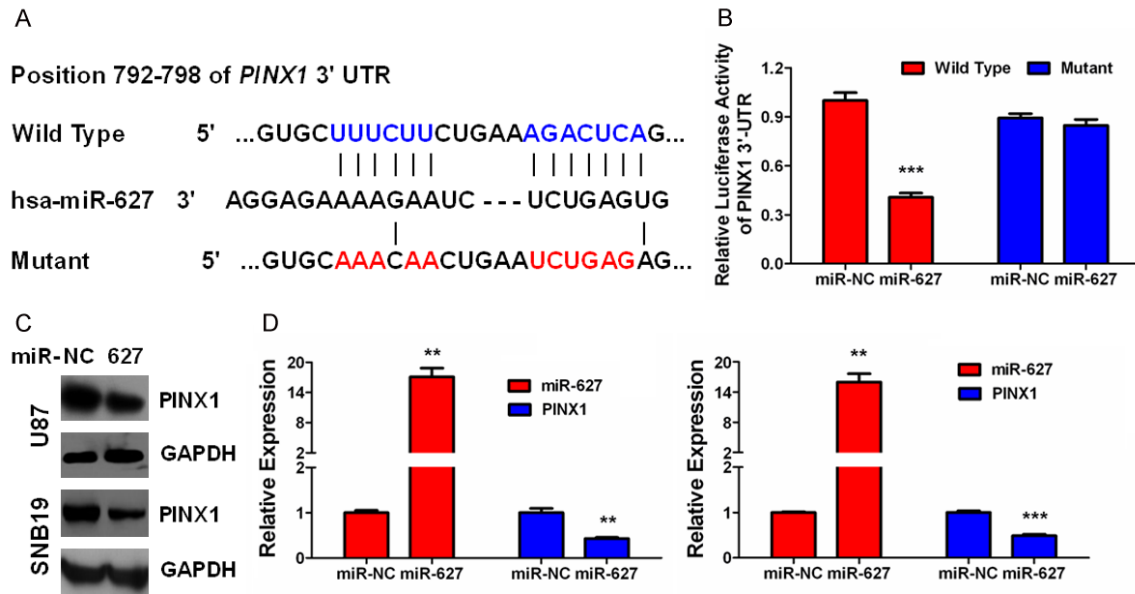 A
Position 792-798 of PINX1 3' UTR
Wild Type 5' ...GUGCUUUCUUCUGAAAGACUCAG...
hsa-miR-627 3' AGGAGAAAAGAAUC---UCUGAGUG
Mutant 5' ...GUGCAAACAACUGAAUCUGAGAG...
B
Relative Luciferase Activity
of PINX1 3'-UTR
Wild Type Mutant
1.2
0.9
0.6
0.3
0.0
***
miR-NC miR-627 miR-NC miR-627
C
miR-NC 627
U87
PINX1
GAPDH
SNB19
PINX1
GAPDH
D
Relative Expression
20
14
8
2
2
1
0
**
miR-627
PINX1
**
miR-NC miR-627 miR-NC miR-627
Relative Expression
20
14
8
2
2
1
0
**
miR-627
PINX1
***
miR-NC miR-627 miR-NC miR-627